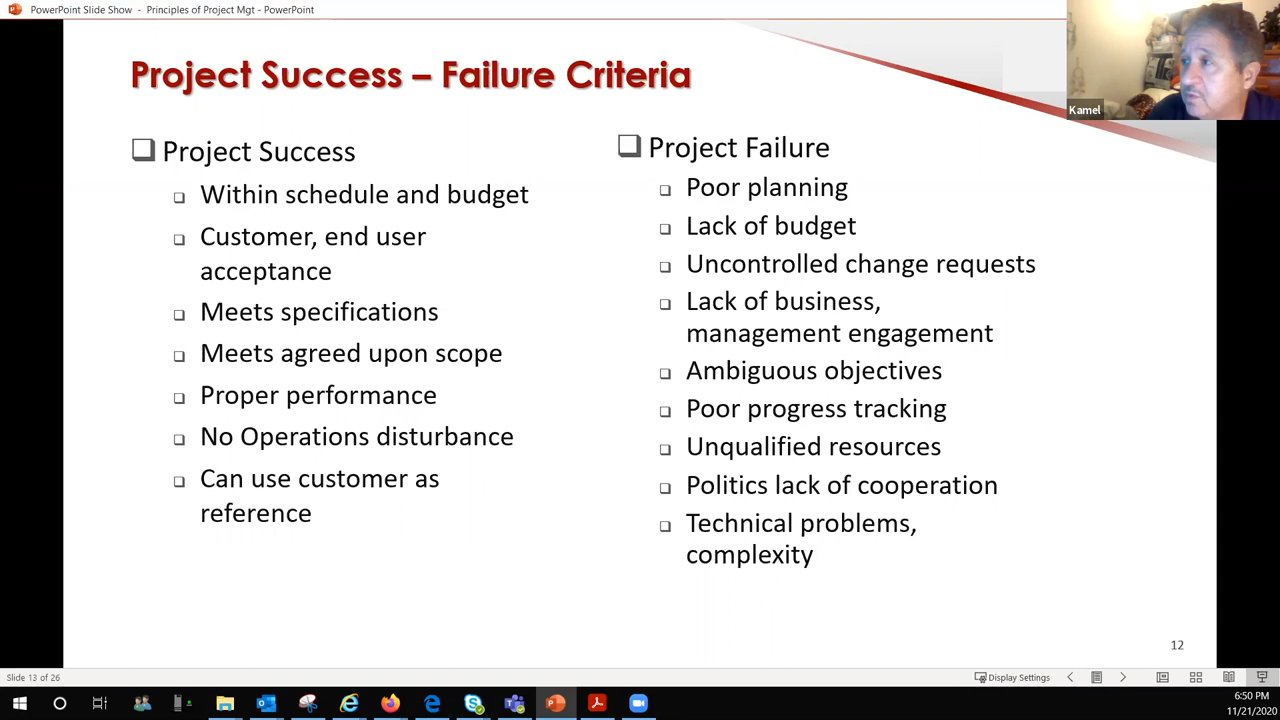 PowerPoint Slide Show - Principles of Project Mgt - PowerPoint
Kamel
Project Success – Failure Criteria
Project Success
Within schedule and budget
Customer, end user
acceptance
Meets specifications
Meets agreed upon scope
Proper performance
No Operations disturbance
Can use customer as
reference
Project Failure
Poor planning
Lack of budget
Uncontrolled change requests
Lack of business,
management engagement
Ambiguous objectives
Poor progress tracking
Unqualified resources
Politics lack of cooperation
Technical problems,
complexity
12
Slide 13 of 26
Display Settings
6:50 PM
11/21/2020